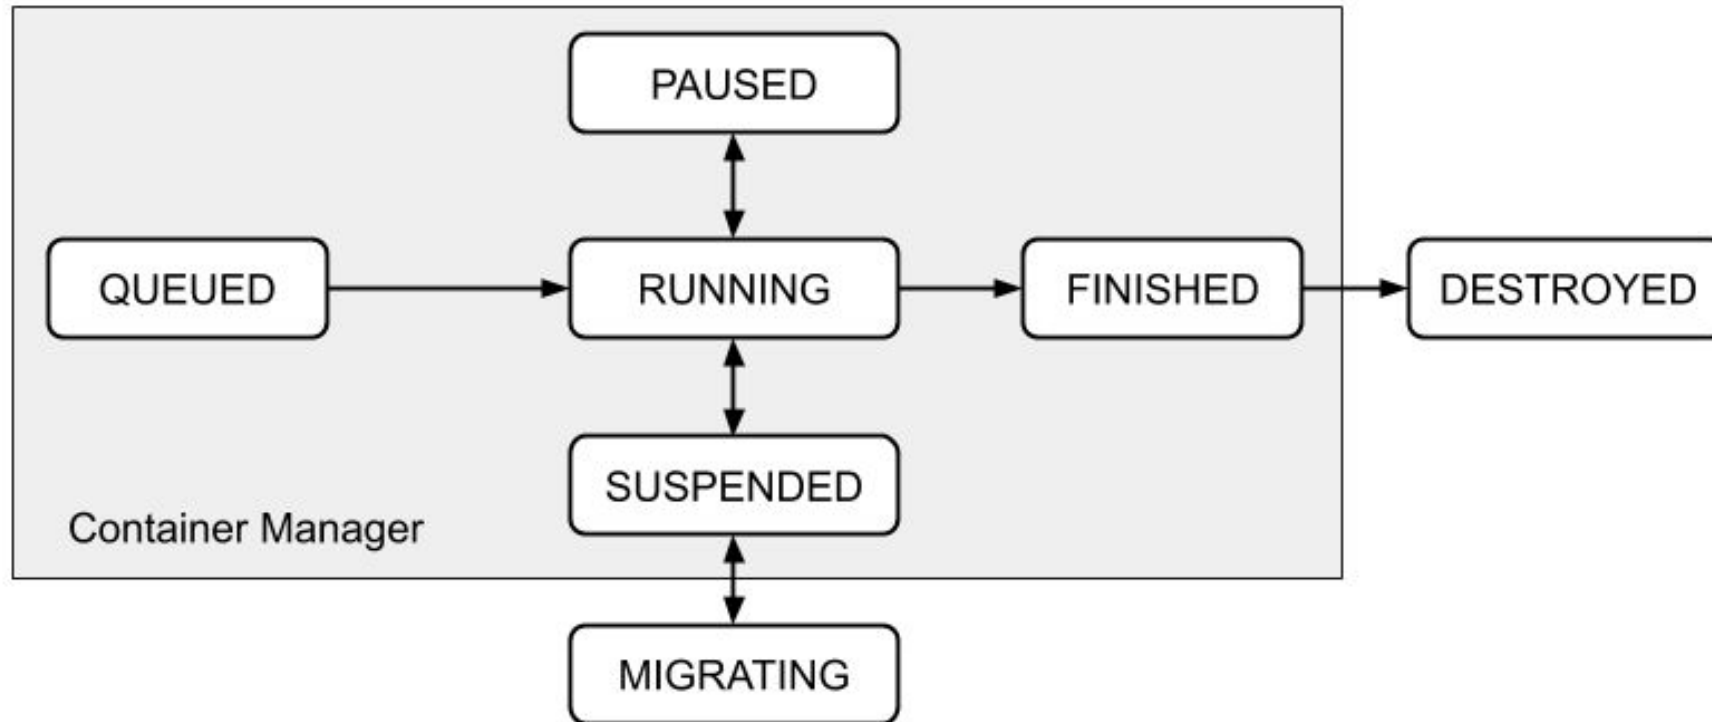 PAUSED
QUEUED
RUNNING
FINISHED
DESTROYED
SUSPENDED
Container Manager
MIGRATING